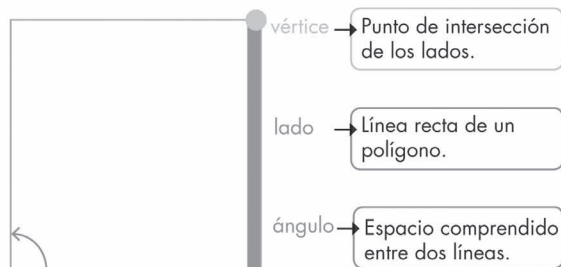 vértice
Punto de intersección
de los lados.
lado
Línea recta de un
polígono.
ángulo
Espacio comprendido
entre dos líneas.